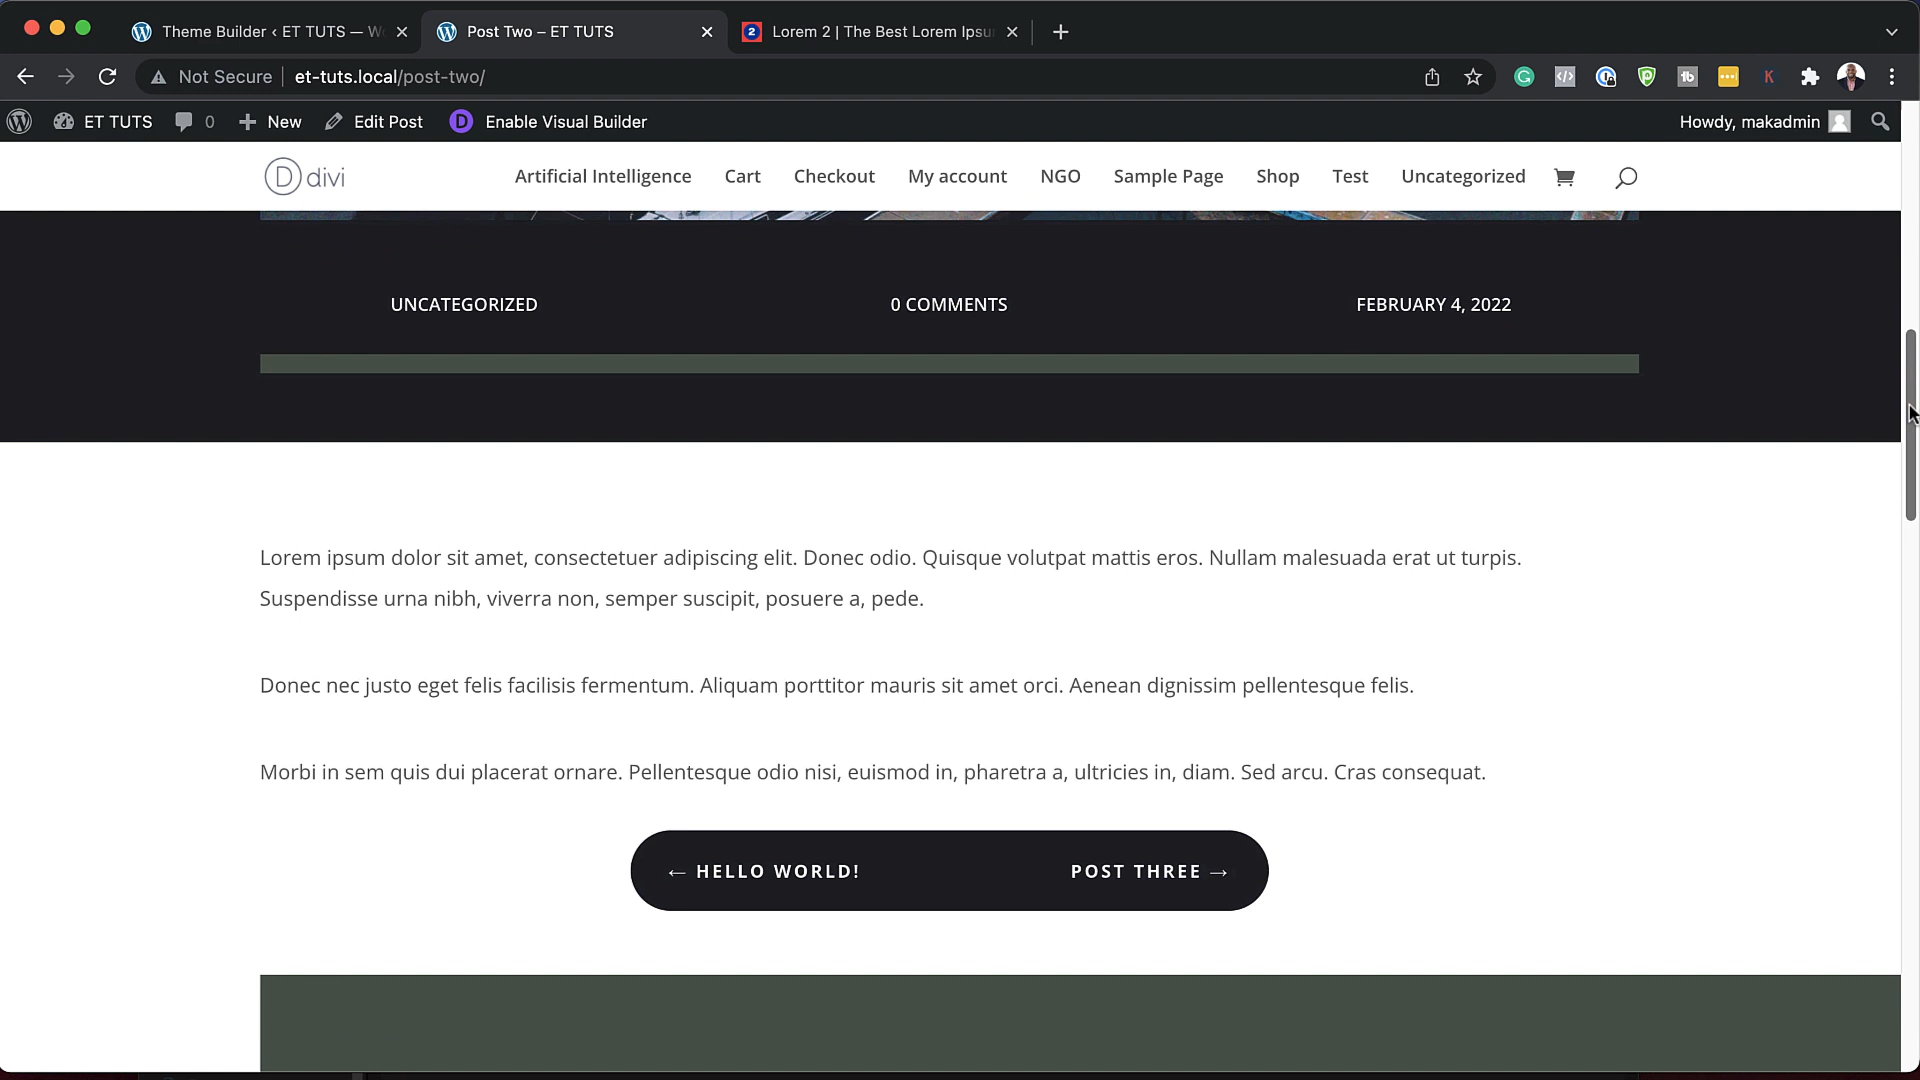 Theme Builder ‹ ET TUTS — W
Post Two – ET TUTS
2
Lorem 2 | The Best Lorem Ipsu
Not Secure
et-tuts.local/post-two/
ET TUTS
0
New
Edit Post
D
Enable Visual Builder
Howdy, makadmin
D divi
Artificial Intelligence
Cart
Checkout
My account
NGO
Sample Page
Shop
Test
Uncategorized
UNCATEGORIZED
0 COMMENTS
FEBRUARY 4, 2022
Lorem ipsum dolor sit amet, consectetuer adipiscing elit. Donec odio. Quisque volutpat mattis eros. Nullam malesuada erat ut turpis.
Suspendisse urna nibh, viverra non, semper suscipit, posuere a, pede.
Donec nec justo eget felis facilisis fermentum. Aliquam porttitor mauris sit amet orci. Aenean dignissim pellentesque felis.
Morbi in sem quis dui placerat ornare. Pellentesque odio nisi, euismod in, pharetra a, ultricies in, diam. Sed arcu. Cras consequat.
← HELLO WORLD!
POST THREE →